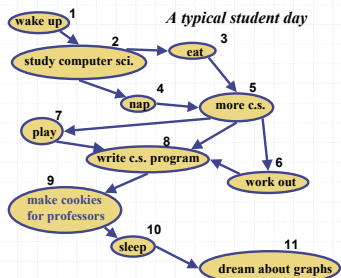 A typical student day
wake up 1
study computer sci. 2
eat 3
nap 4
more c.s. 5
play 7
write c.s. program 8
work out 6
make cookies 9
for professors
sleep 10
dream about graphs 11